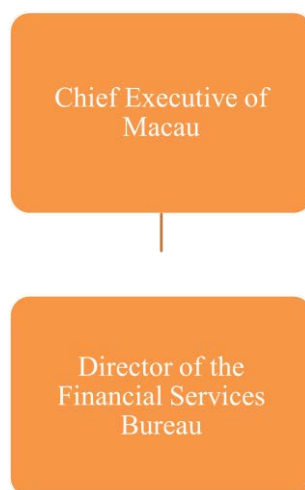 Chief Executive of
Macau
Director of the
Financial Services
Bureau